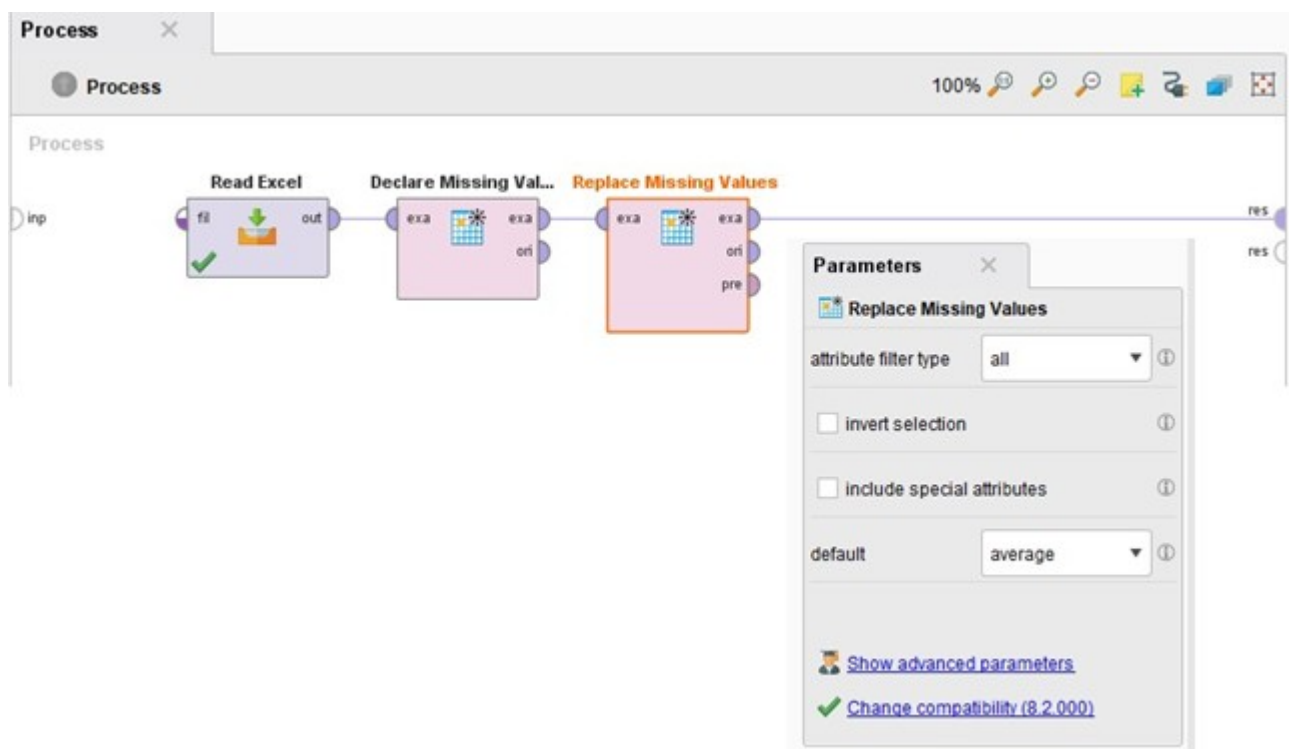 Process
Process
100%
Process
Read Excel
Declare Missing Val...
Replace Missing Values
inp
fil
out
exa
exa
ori
exa
exa
ori
pre
res
res
Parameters
Replace Missing Values
attribute filter type
all
invert selection
include special attributes
default
average
Show advanced parameters
Change compatibility (8.2.000)